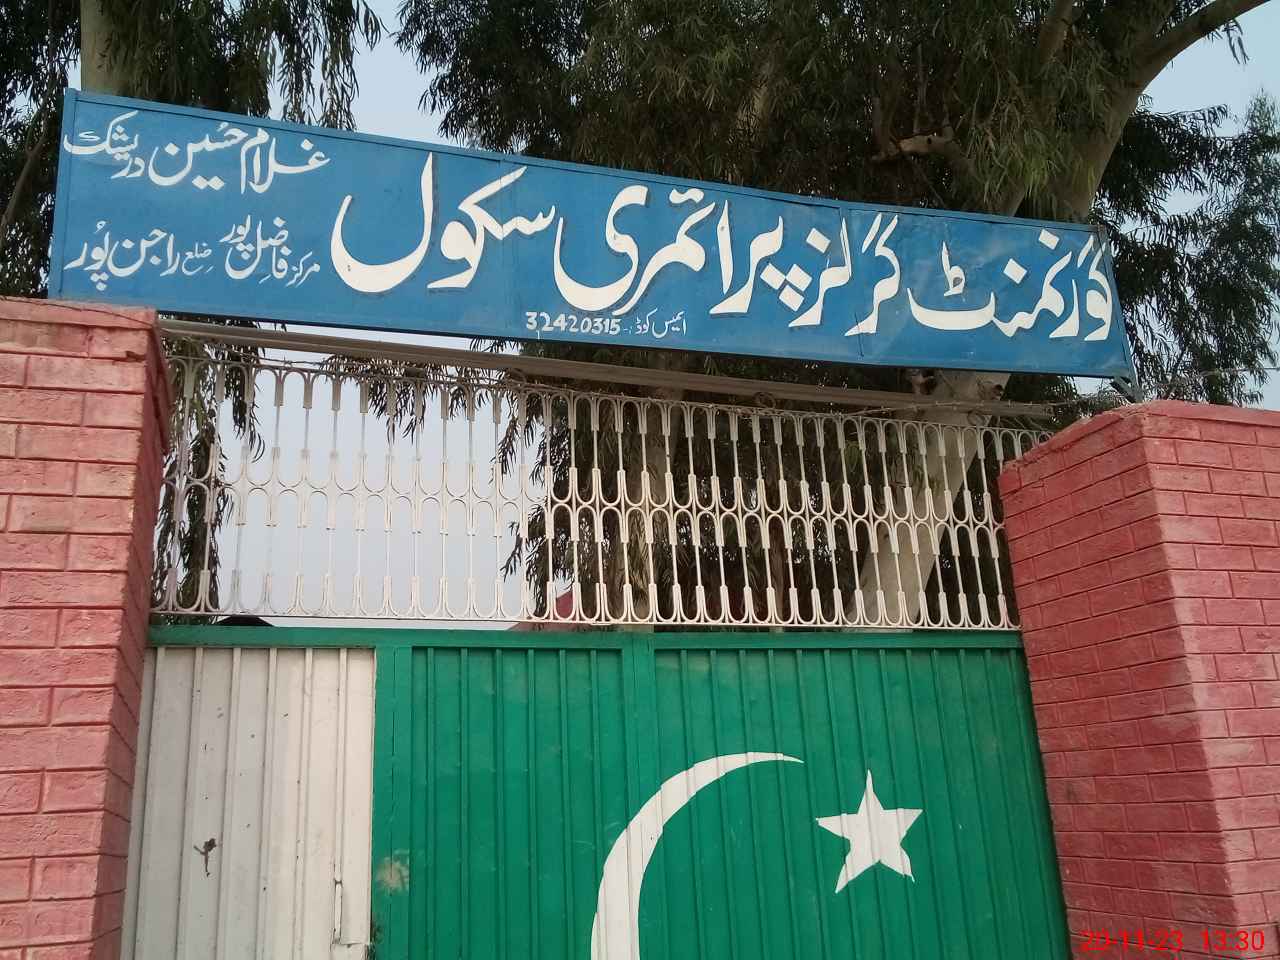 گورنمنٹ گرلز پرائمری سکول
غلام حسین دریشک
مرکز فاضل پور ضلع راجن پور
ایمیس کوڈ:- 32420315
20-11-23 13:30